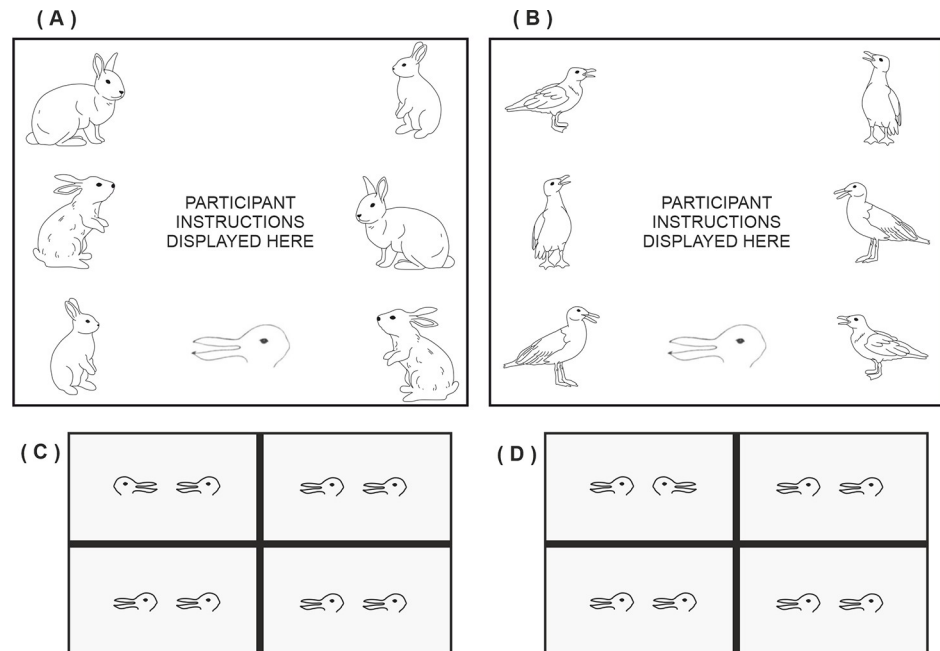 ( A )
( B )
PARTICIPANT
INSTRUCTIONS
DISPLAYED HERE
PARTICIPANT
INSTRUCTIONS
DISPLAYED HERE
( C )
( D )